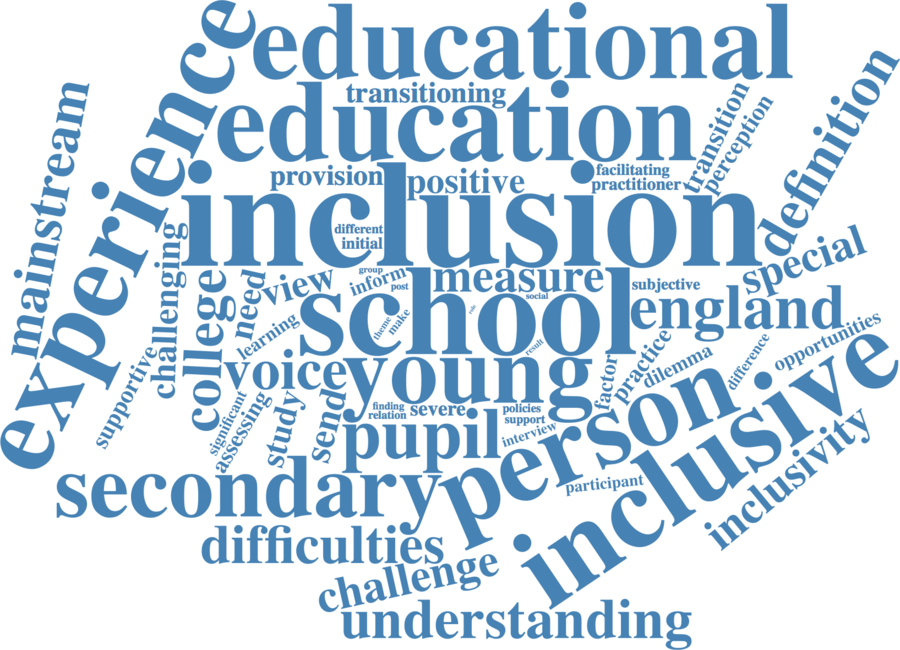 educational
experience
transitioning
education
mainstream
transition
perception
definition
provision
positive
facilitating
practitioner
inclusion
different
initial
challenging
college
need
view
group
inform
post
measure
social
subjective
special
school
role
england
theme
make
learning
result
supportive
voice
young
factor
practice
dilemma
difference
opportunities
significant
assessing
study
send
finding
relation
severe
policies
support
interview
pupil
person
inclusive
inclusivity
secondary
participant
difficulties
challenge
understanding